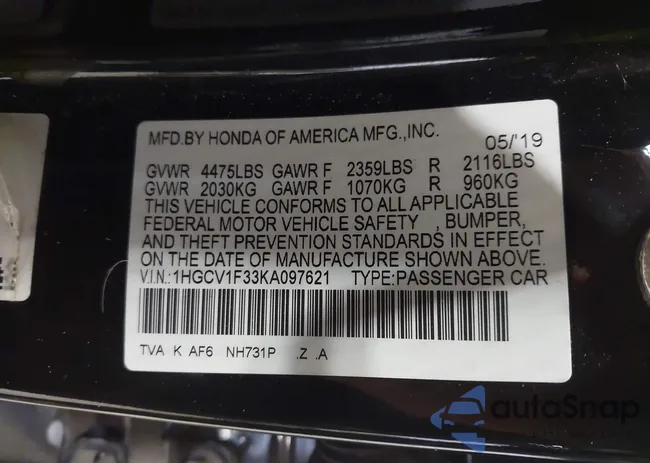 MFD.BY HONDA OF AMERICA MFG.,INC. 05/'19
GVWR 4475LBS GAWR F 2359LBS R 2116LBS
GVWR 2030KG GAWR F 1070KG R 960KG
THIS VEHICLE CONFORMS TO ALL APPLICABLE
FEDERAL MOTOR VEHICLE SAFETY , BUMPER,
AND THEFT PREVENTION STANDARDS IN EFFECT
ON THE DATE OF MANUFACTURE SHOWN ABOVE.
V.I.N.: 1HGCV1F33KA097621 TYPE:PASSENGER CAR
TVA K AF6 NH731P .Z .A
autoSnap